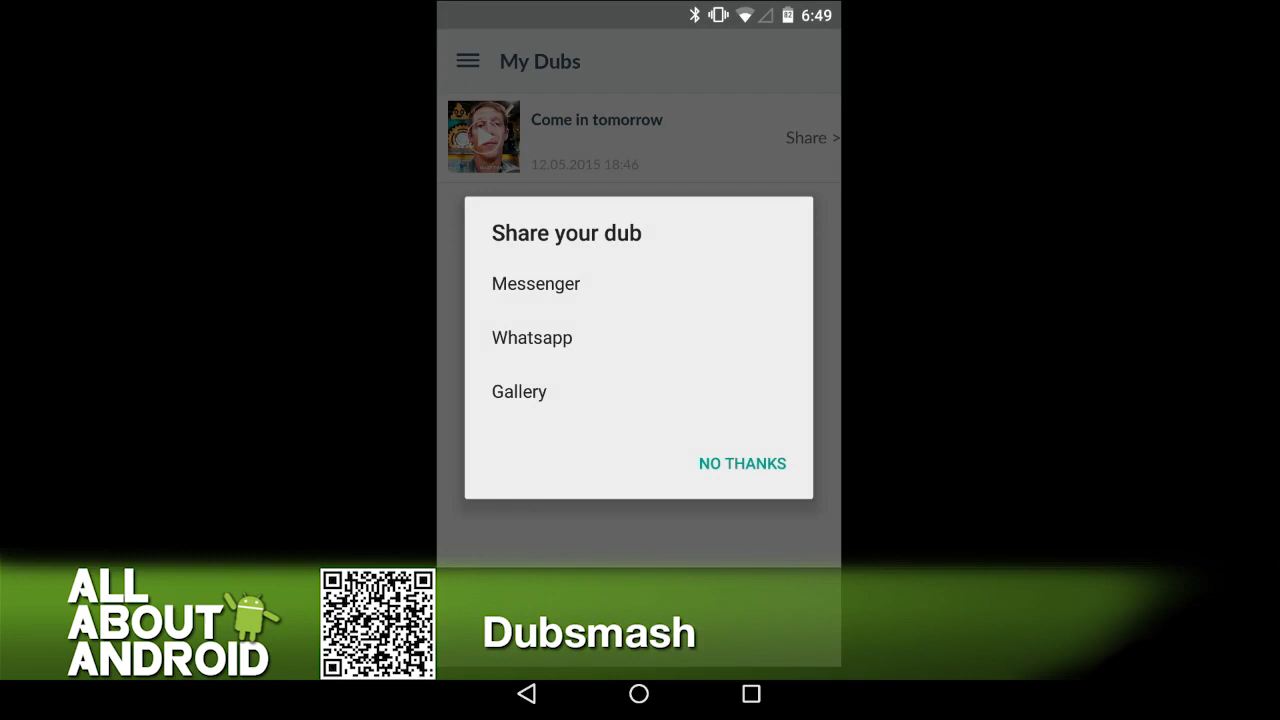 82 6:49
My Dubs
Come in tomorrow
Share >
12.05.2015 18:46
Share your dub
Messenger
Whatsapp
Gallery
NO THANKS
ALL
ABOUT
ANDROID
Dubsmash